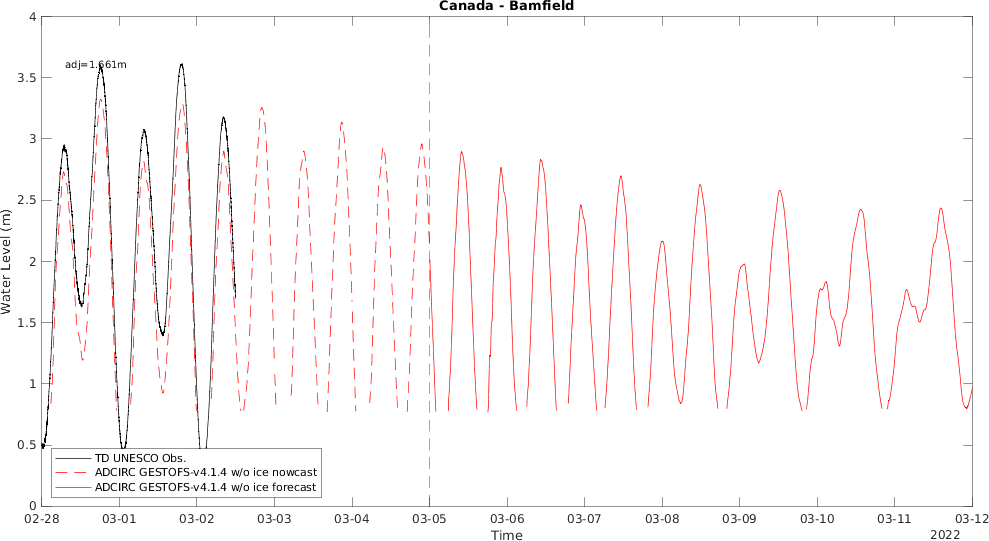 Canada - Bamfield
adj=1.661m
Water Level (m)
4
3.5
3
2.5
2
1.5
1
0.5
0
TD UNESCO Obs.
ADCIRC GESTOFS-v4.1.4 w/o ice nowcast
ADCIRC GESTOFS-v4.1.4 w/o ice forecast
02-28 03-01 03-02 03-03 03-04 03-05 03-06 03-07 03-08 03-09 03-10 03-11 03-12
Time
2022